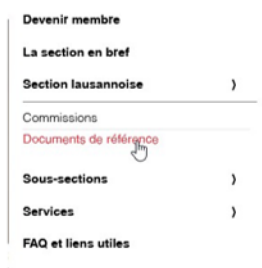 Devenir membre
La section en bref
Section lausannoise
Commissions
Documents de référence
Sous-sections
Services
FAQ et liens utiles